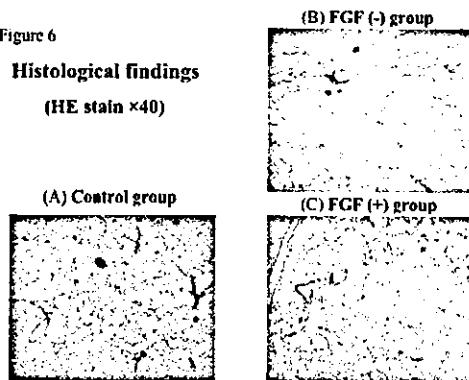 Figure 6
Histological findings
(HE stain ×40)
(B) FGF (-) group
(A) Control group
(C) FGF (+) group